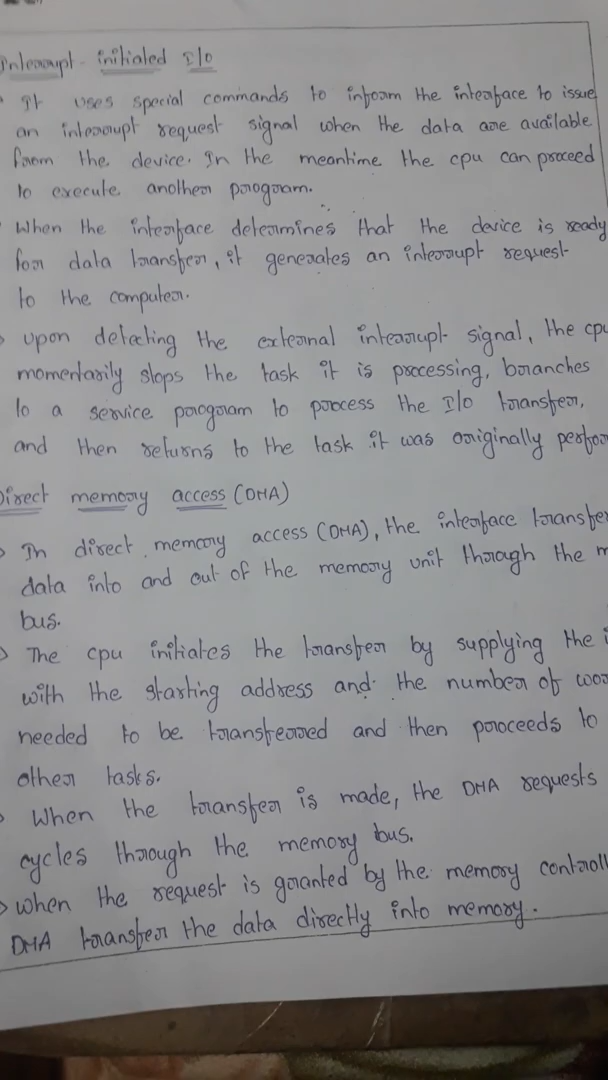 Interrupt-initiated I/O
It uses special commands to inform the interface to issue
an interrupt request signal when the data are available
from the device. In the meantime the cpu can proceed
to execute another program.
When the interface determines that the device is ready
for data transfer, it generates an interrupt request
to the computer.
upon detecting the external interrupt signal, the cpu
momentarily stops the task it is processing, branches
to a service program to process the I/o transfer,
and then returns to the task it was originally perfor
Direct memory access (DMA)
In direct memory access (DMA), the interface transfer
data into and out of the memory unit through the m
bus.
The cpu initiates the transfer by supplying the i
with the starting address and the number of wor
needed to be transferred and then proceeds to
other tasks.
When the transfer is made, the DMA requests
cycles through the memory bus.
when the request is granted by the memory controll
DMA transfer the data directly into memory.